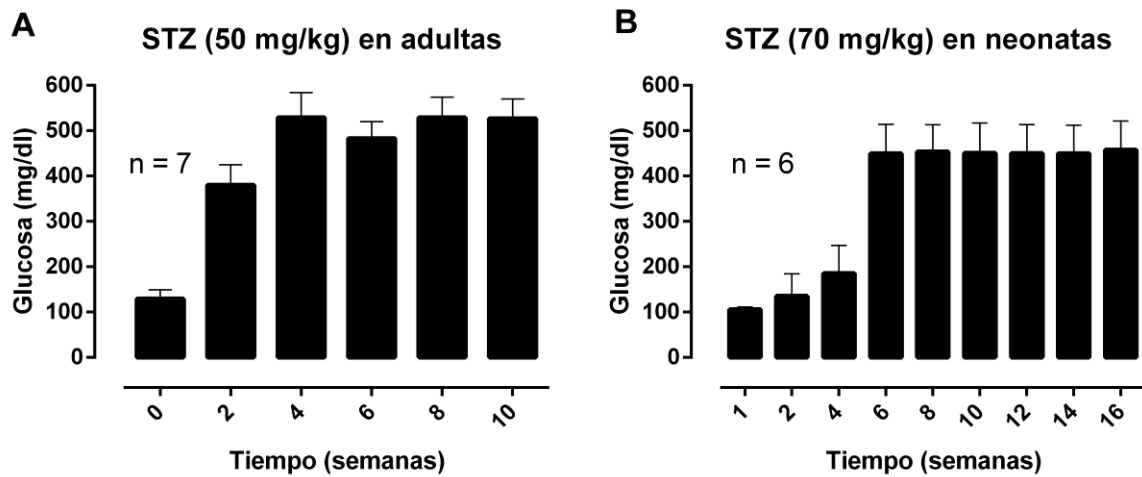 A
STZ (50 mg/kg) en adultas
Glucosa (mg/dl)
600
500
400
300
200
100
0
n = 7
0 2 4 6 8 10
Tiempo (semanas)
B
STZ (70 mg/kg) en neonatas
Glucosa (mg/dl)
600
500
400
300
200
100
0
n = 6
1 2 4 6 8 10 12 14 16
Tiempo (semanas)